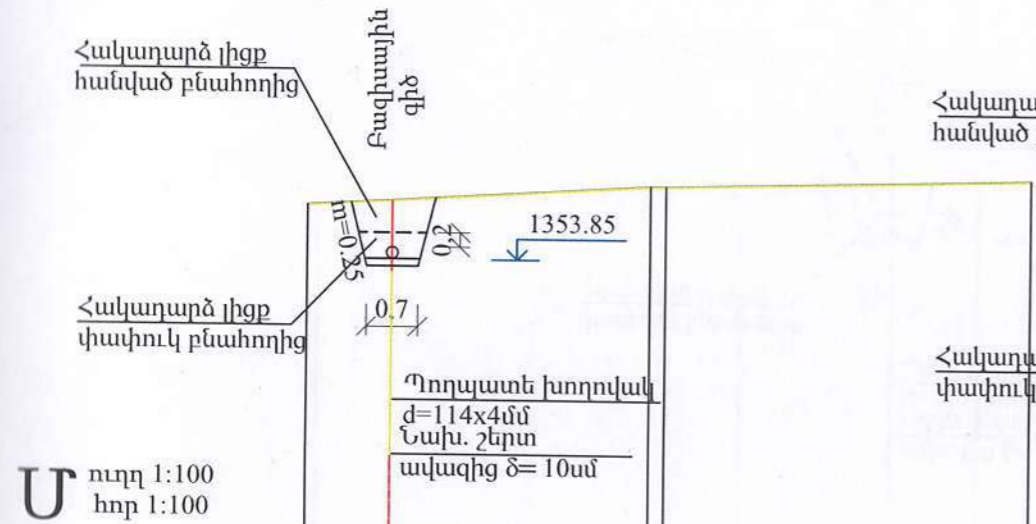 Հակադարձ լիցք
հանված բնահողից
Բազիսային
գիծ
Հակադա
հանված
m=0.25
0,2
1353.85
Հակադարձ լիցք
փափուկ բնահողից
0,7
Հակադա
փափուկ
Պողպատե խողովակ
d=114x4մմ
Նախ. շերտ
ավազից δ= 10սմ
Մ ուղղ 1:100
հոր 1:100